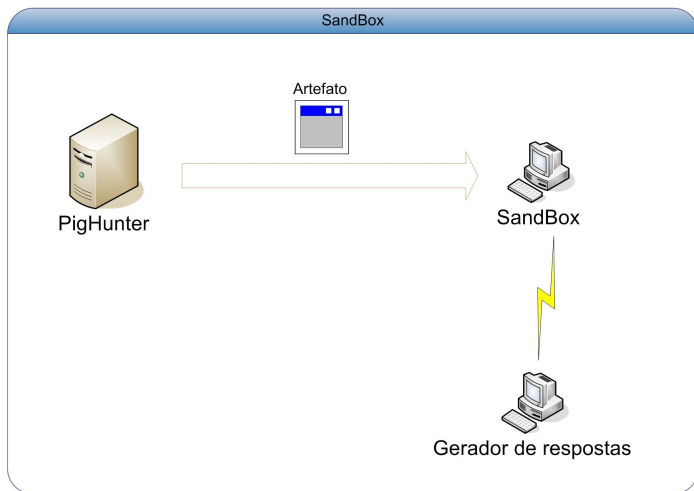 SandBox
Artefato
PigHunter
SandBox
Gerador de respostas